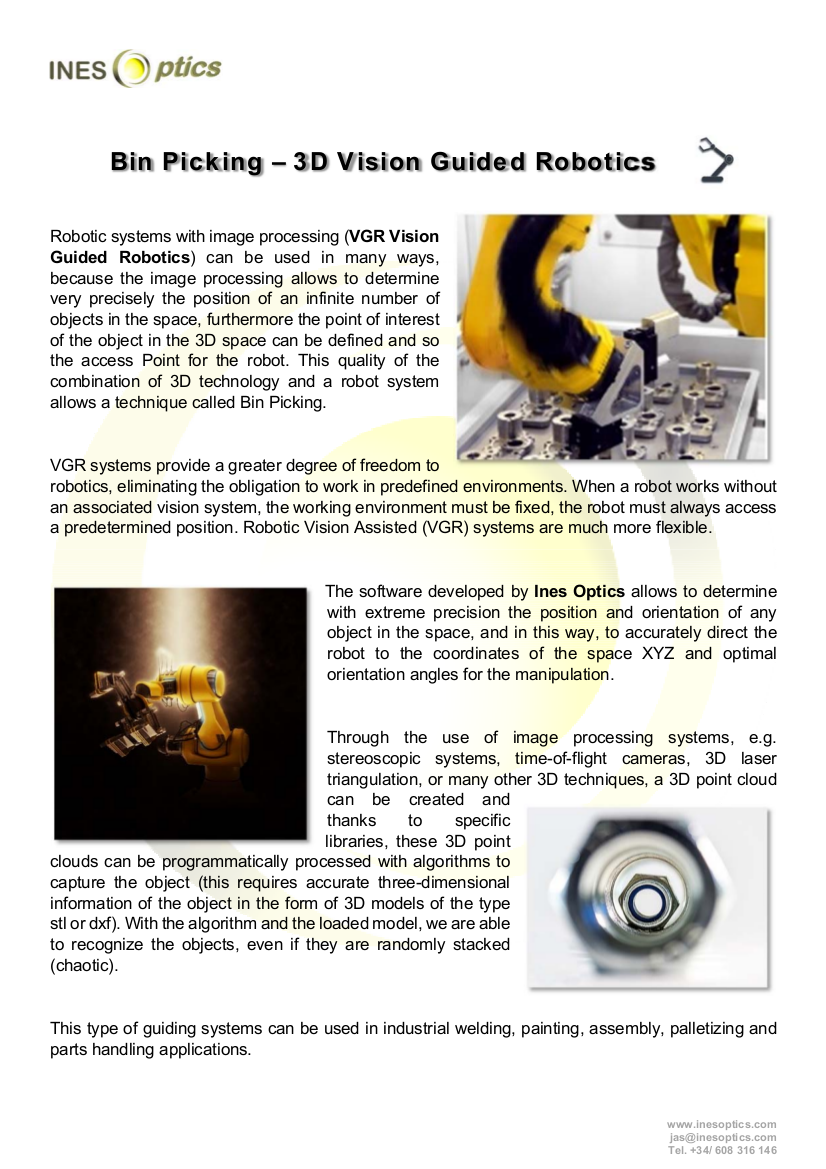 INES Optics
Bin Picking – 3D Vision Guided Robotics
Robotic systems with image processing (VGR Vision
Guided Robotics) can be used in many ways,
because the image processing allows to determine
very precisely the position of an infinite number of
objects in the space, furthermore the point of interest
of the object in the 3D space can be defined and so
the access Point for the robot. This quality of the
combination of 3D technology and a robot system
allows a technique called Bin Picking.
VGR systems provide a greater degree of freedom to
robotics, eliminating the obligation to work in predefined environments. When a robot works without
an associated vision system, the working environment must be fixed, the robot must always access
a predetermined position. Robotic Vision Assisted (VGR) systems are much more flexible.
The software developed by Ines Optics allows to determine
with extreme precision the position and orientation of any
object in the space, and in this way, to accurately direct the
robot to the coordinates of the space XYZ and optimal
orientation angles for the manipulation.
Through the use of image processing systems, e.g.
stereoscopic systems, time-of-flight cameras, 3D laser
triangulation, or many other 3D techniques, a 3D point cloud
can be created and
thanks to specific
libraries, these 3D point
clouds can be programmatically processed with algorithms to
capture the object (this requires accurate three-dimensional
information of the object in the form of 3D models of the type
stl or dxf). With the algorithm and the loaded model, we are able
to recognize the objects, even if they are randomly stacked
(chaotic).
This type of guiding systems can be used in industrial welding, painting, assembly, palletizing and
parts handling applications.
www.inesoptics.com
jas@inesoptics.com
Tel. +34/ 608 316 146